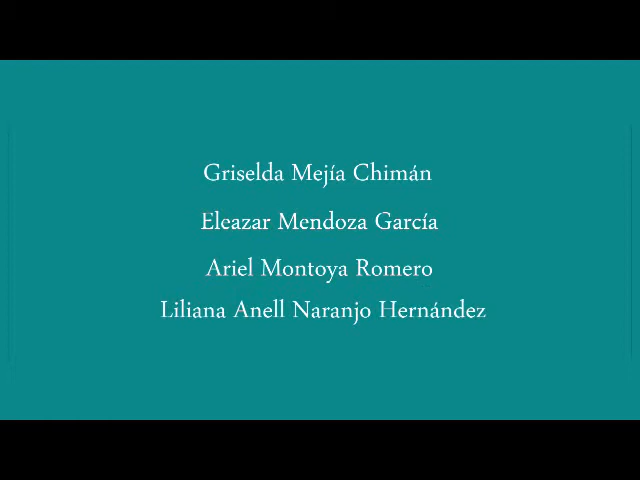 Griselda Mejía Chimán
Eleazar Mendoza García
Ariel Montoya Romero
Liliana Anell Naranjo Hernández